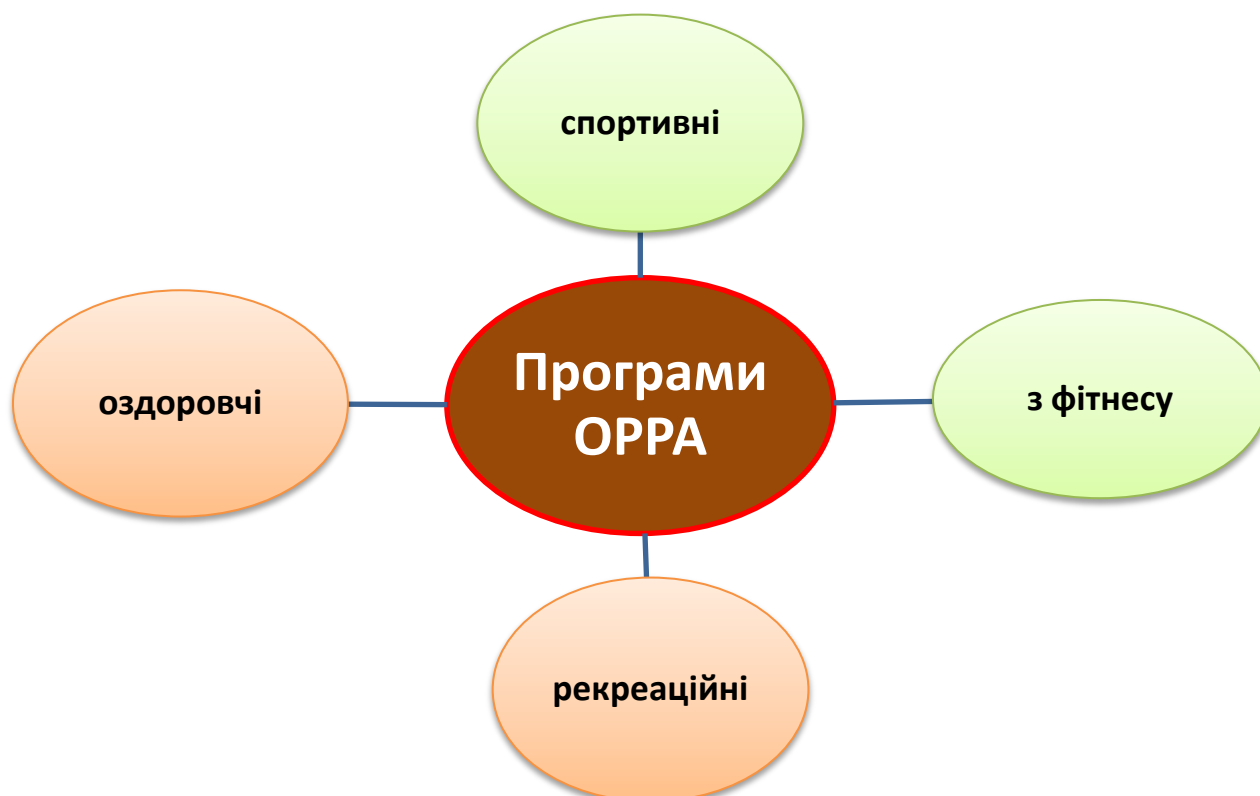 спортивні
оздоровчі
Програми
ОРРА
з фітнесу
рекреаційні